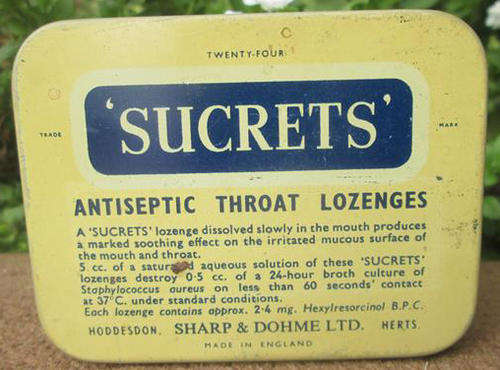 TWENTY-FOUR
TRADE MARK
'SUCRETS'
ANTISEPTIC THROAT LOZENGES
A 'SUCRETS' lozenge dissolved slowly in the mouth produces
a marked soothing effect on the irritated mucous surface of
the mouth and throat.
5 cc. of a saturated aqueous solution of these 'SUCRETS'
lozenges destroy 0·5 cc. of a 24-hour broth culture of
Staphylococcus aureus on less than 60 seconds' contact
at 37°C. under standard conditions.
Each lozenge contains approx. 2·4 mg. Hexylresorcinol B.P.C.
HODDESDON, SHARP & DOHME LTD. HERTS.
MADE IN ENGLAND